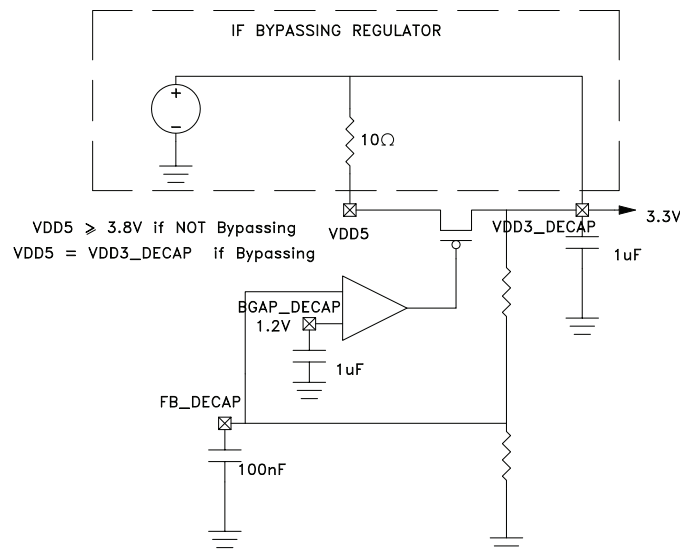 IF BYPASSING REGULATOR
+
−
10Ω
VDD5 ⩾ 3.8V if NOT Bypassing
VDD5 = VDD3_DECAP if Bypassing
VDD5
VDD3_DECAP
3.3V
1uF
BGAP_DECAP
1.2V
1uF
FB_DECAP
100nF